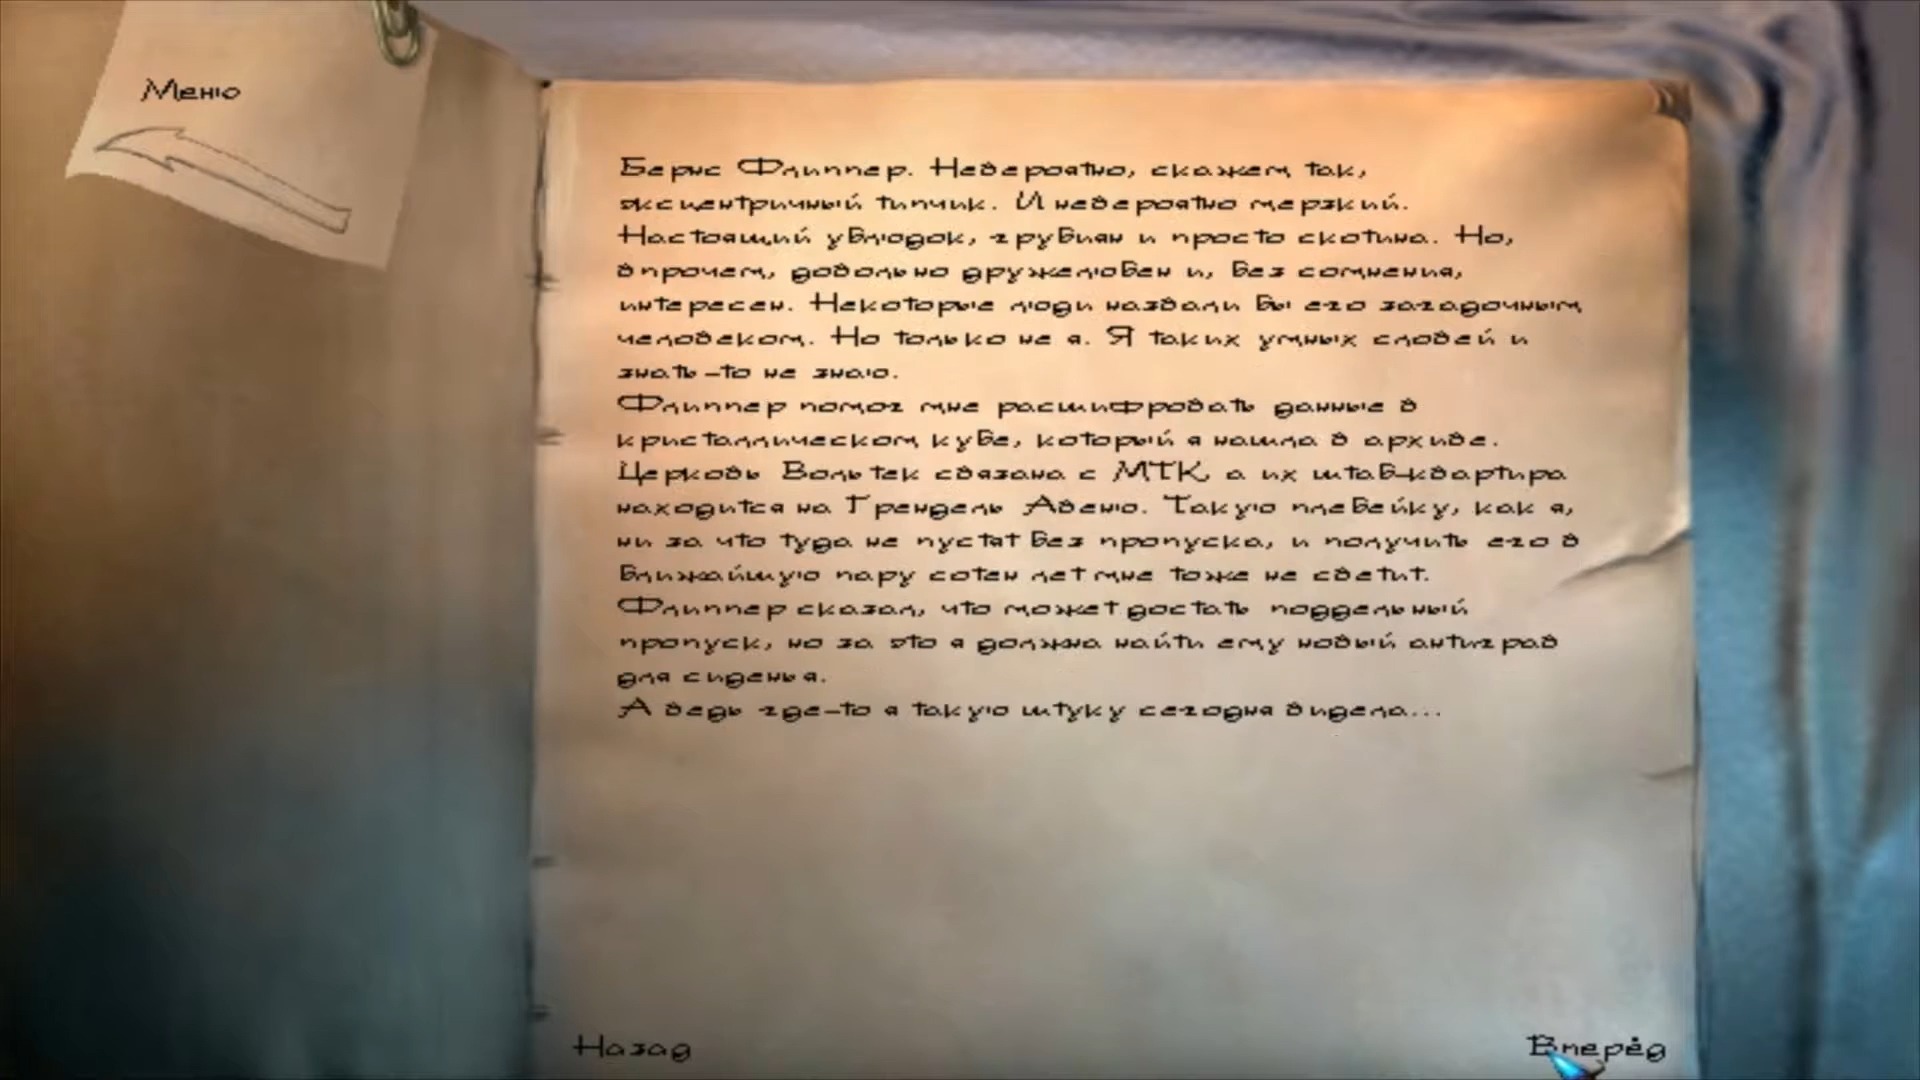 Меню
Бернс Флиппер. Невероятно, скажем так,
эксцентричный типчик. И невероятно мерзкий.
Настоящий ублюдок, грубиян и просто скотина. Но,
впрочем, довольно дружелюбен и, без сомнения,
интересен. Некоторые люди назвали бы его загадочным
человеком. Но только не я. Я таких умных словей и
знать-то не знаю.
Флиппер помог мне расшифровать данные в
кристаллическом кубе, который я нашла в архиве.
Церковь Вольтек связана с МТК, а их штаб-квартира
находится на Грендель Авеню. Такую плебейку, как я,
ни за что туда не пустят без пропуска, и получить его в
ближайшую пару сотен лет мне тоже не светит.
Флиппер сказал, что может достать поддельный
пропуск, но за это я должна найти ему новый антиграв
для сиденья.
А ведь где-то я такую штуку сегодня видела...
Назад
Вперёд